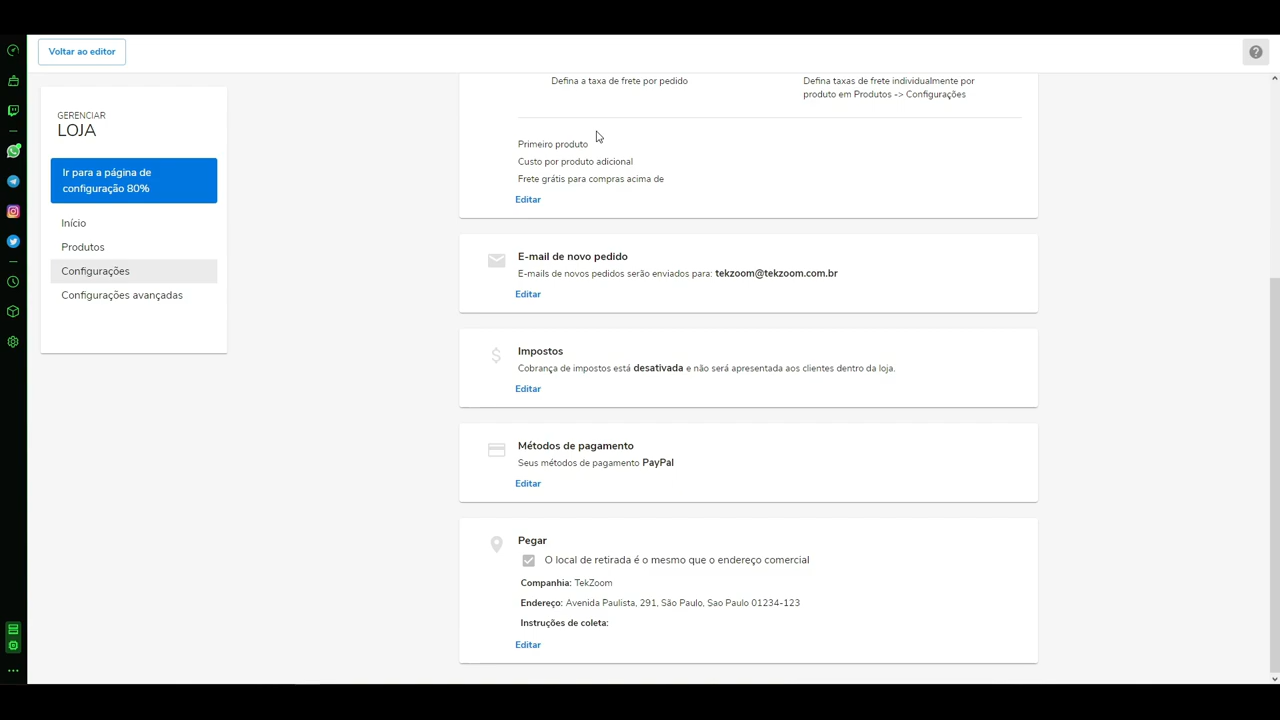 Voltar ao editor
GERENCIAR
LOJA
Ir para a página de
configuração 80%
Início
Produtos
Configurações
Configurações avançadas
Defina a taxa de frete por pedido
Defina taxas de frete individualmente por
produto em Produtos -> Configurações
Primeiro produto
Custo por produto adicional
Frete grátis para compras acima de
Editar
E-mail de novo pedido
E-mails de novos pedidos serão enviados para: tekzoom@tekzoom.com.br
Editar
Impostos
Cobrança de impostos está desativada e não será apresentada aos clientes dentro da loja.
Editar
Métodos de pagamento
Seus métodos de pagamento PayPal
Editar
Pegar
O local de retirada é o mesmo que o endereço comercial
Companhia: TekZoom
Endereço: Avenida Paulista, 291, São Paulo, Sao Paulo 01234-123
Instruções de coleta:
Editar